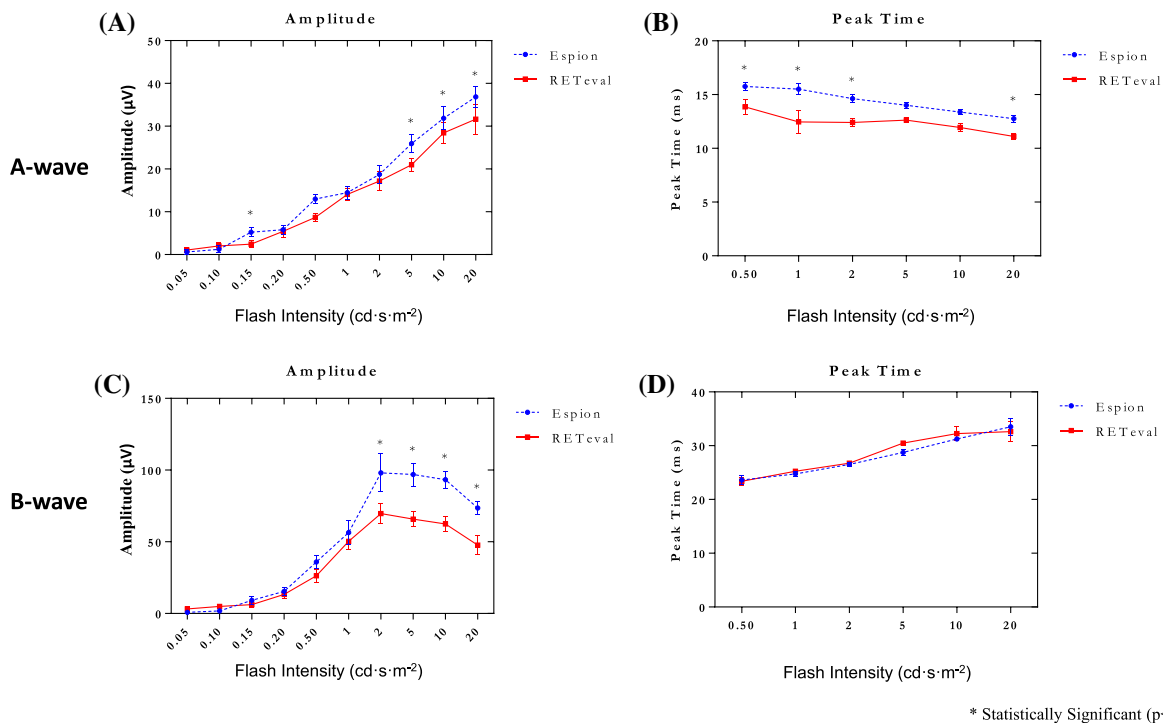 (A)
Amplitude
50
40
30
20
10
0
Amplitude (µV)
A-wave
* * * *
0.05 0.10 0.15 0.20 0.50 1 2 5 10 20
Flash Intensity (cd·s·m-2)
Espion
RETeval
(B)
Peak Time
20
15
10
5
0
Peak Time (ms)
* * * *
0.50 1 2 5 10 20
Flash Intensity (cd·s·m-2)
Espion
RETeval
(C)
Amplitude
150
100
50
0
Amplitude (µV)
B-wave
* * * *
0.05 0.10 0.15 0.20 0.50 1 2 5 10 20
Flash Intensity (cd·s·m-2)
Espion
RETeval
(D)
Peak Time
40
30
20
10
0
Peak Time (ms)
0.50 1 2 5 10 20
Flash Intensity (cd·s·m-2)
Espion
RETeval
* Statistically Significant (p